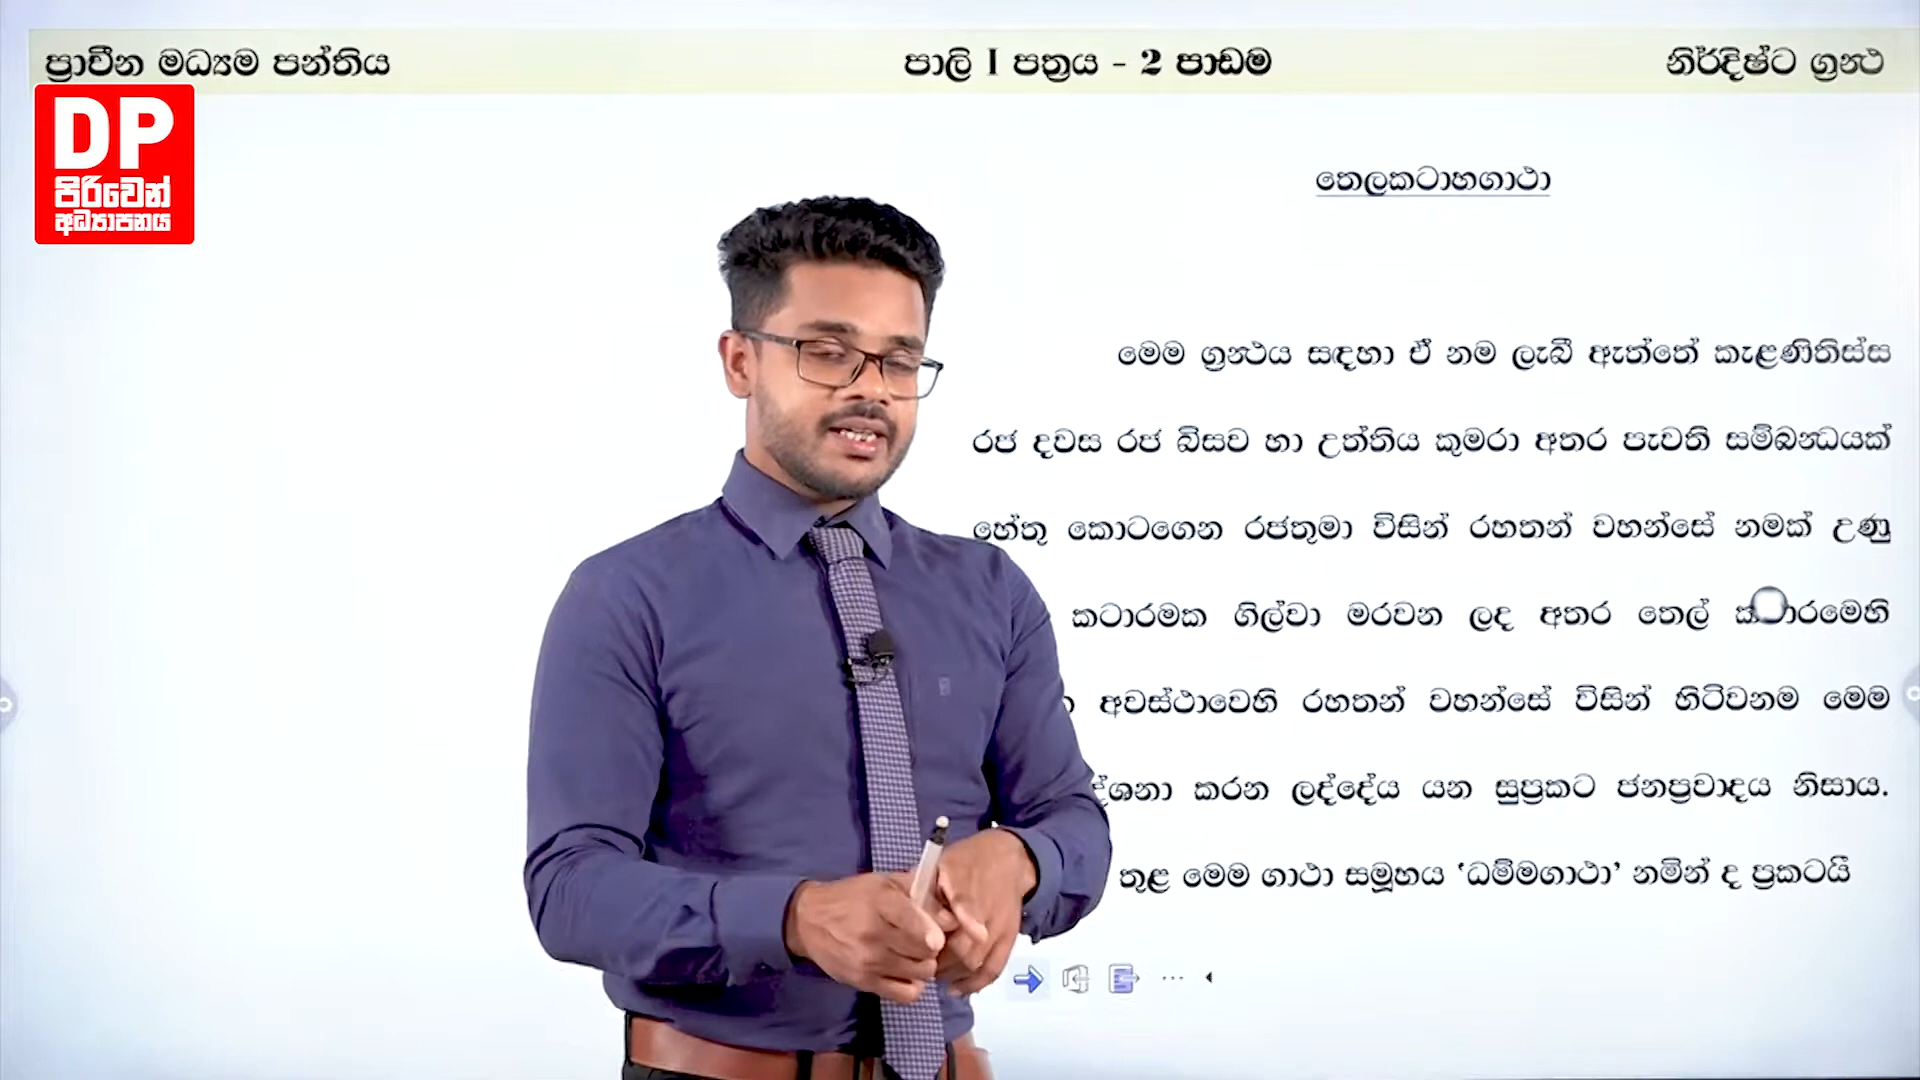 ප්‍රාචීන මධ්‍යම පන්තිය
පාලි I පත්‍රය - 2 පාඩම
නිර්දිෂ්ට ග්‍රන්ථ
DP
පිරිවෙන්
අධ්‍යාපනය
තෙලකටාහගාථා
මෙම ග්‍රන්ථය සඳහා ඒ නම ලැබී ඇත්තේ කැළණිතිස්ස
රජ දවස රජ බිසව හා උත්තිය කුමරා අතර පැවති සම්බන්ධයක්
හේතු කොටගෙන රජතුමා විසින් රහතන් වහන්සේ නමක් උණු
කටාරමක ගිල්වා මරවන ලද අතර තෙල් කටාරමෙහි
අවස්ථාවෙහි රහතන් වහන්සේ විසින් හිටිවනම මෙම
කරන ලද්දේය යන සුප්‍රකට ජනප්‍රවාදය නිසාය.
තුළ මෙම ගාථා සමූහය ‘ධම්මගාථා’ නමින් ද ප්‍රකටයි